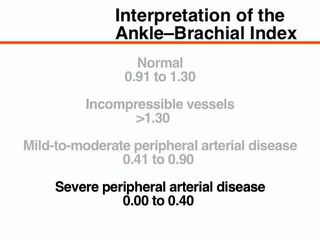 Interpretation of the
Ankle–Brachial Index
Normal
0.91 to 1.30
Incompressible vessels
>1.30
Mild-to-moderate peripheral arterial disease
0.41 to 0.90
Severe peripheral arterial disease
0.00 to 0.40